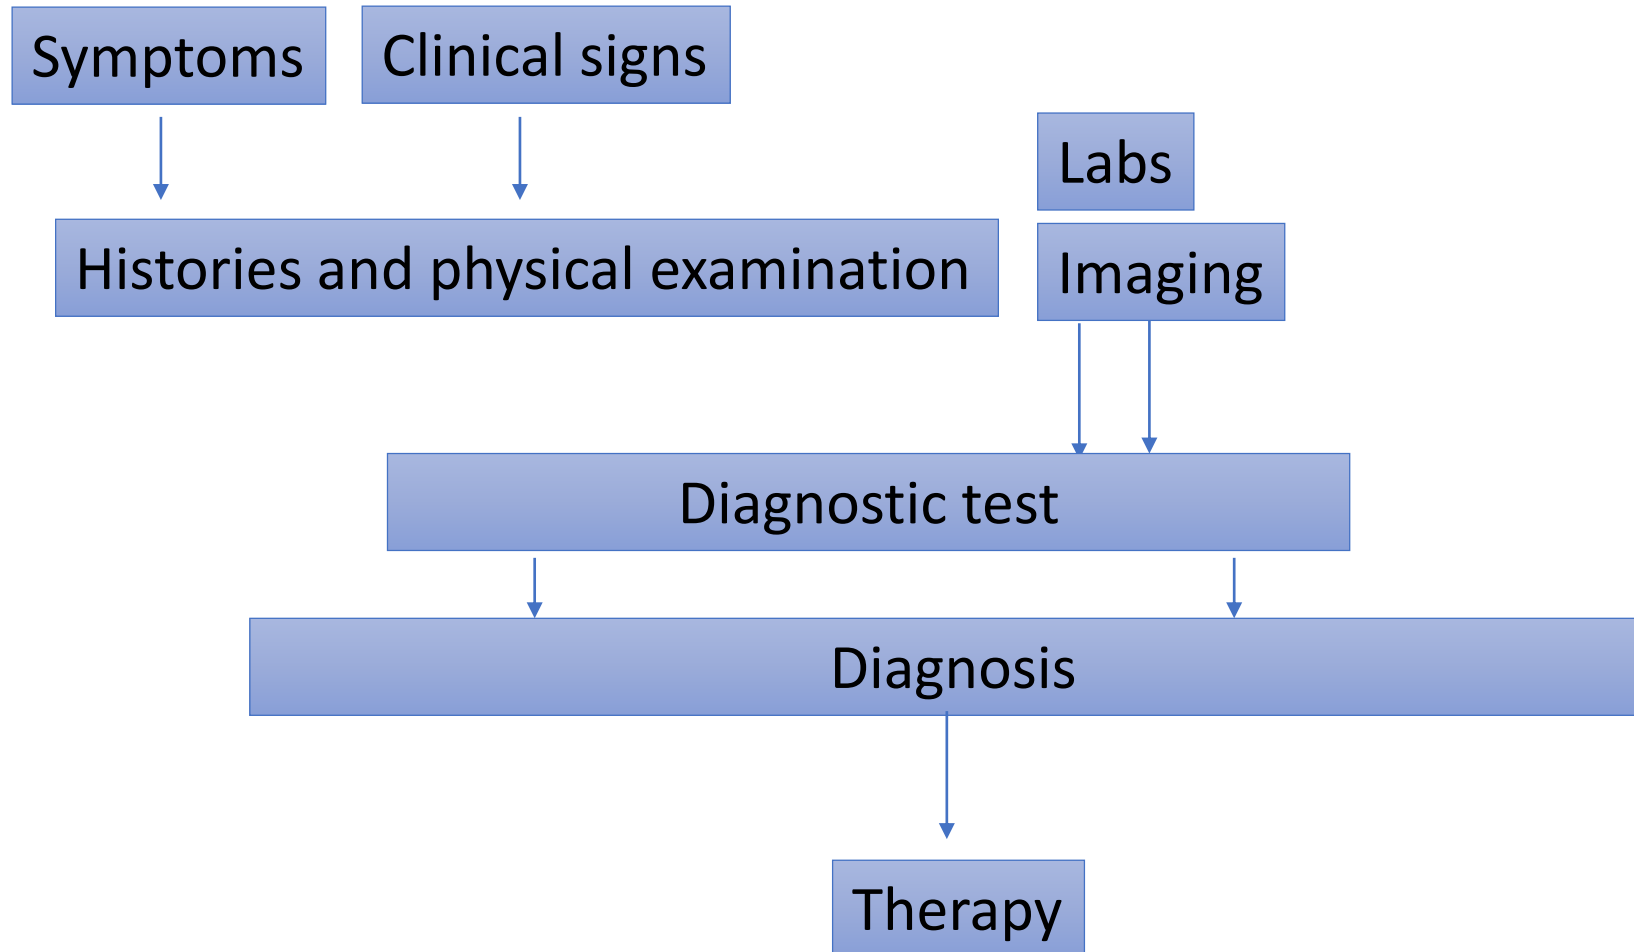 Symptoms
Clinical signs
Labs
Histories and physical examination
Imaging
Diagnostic test
Diagnosis
Therapy